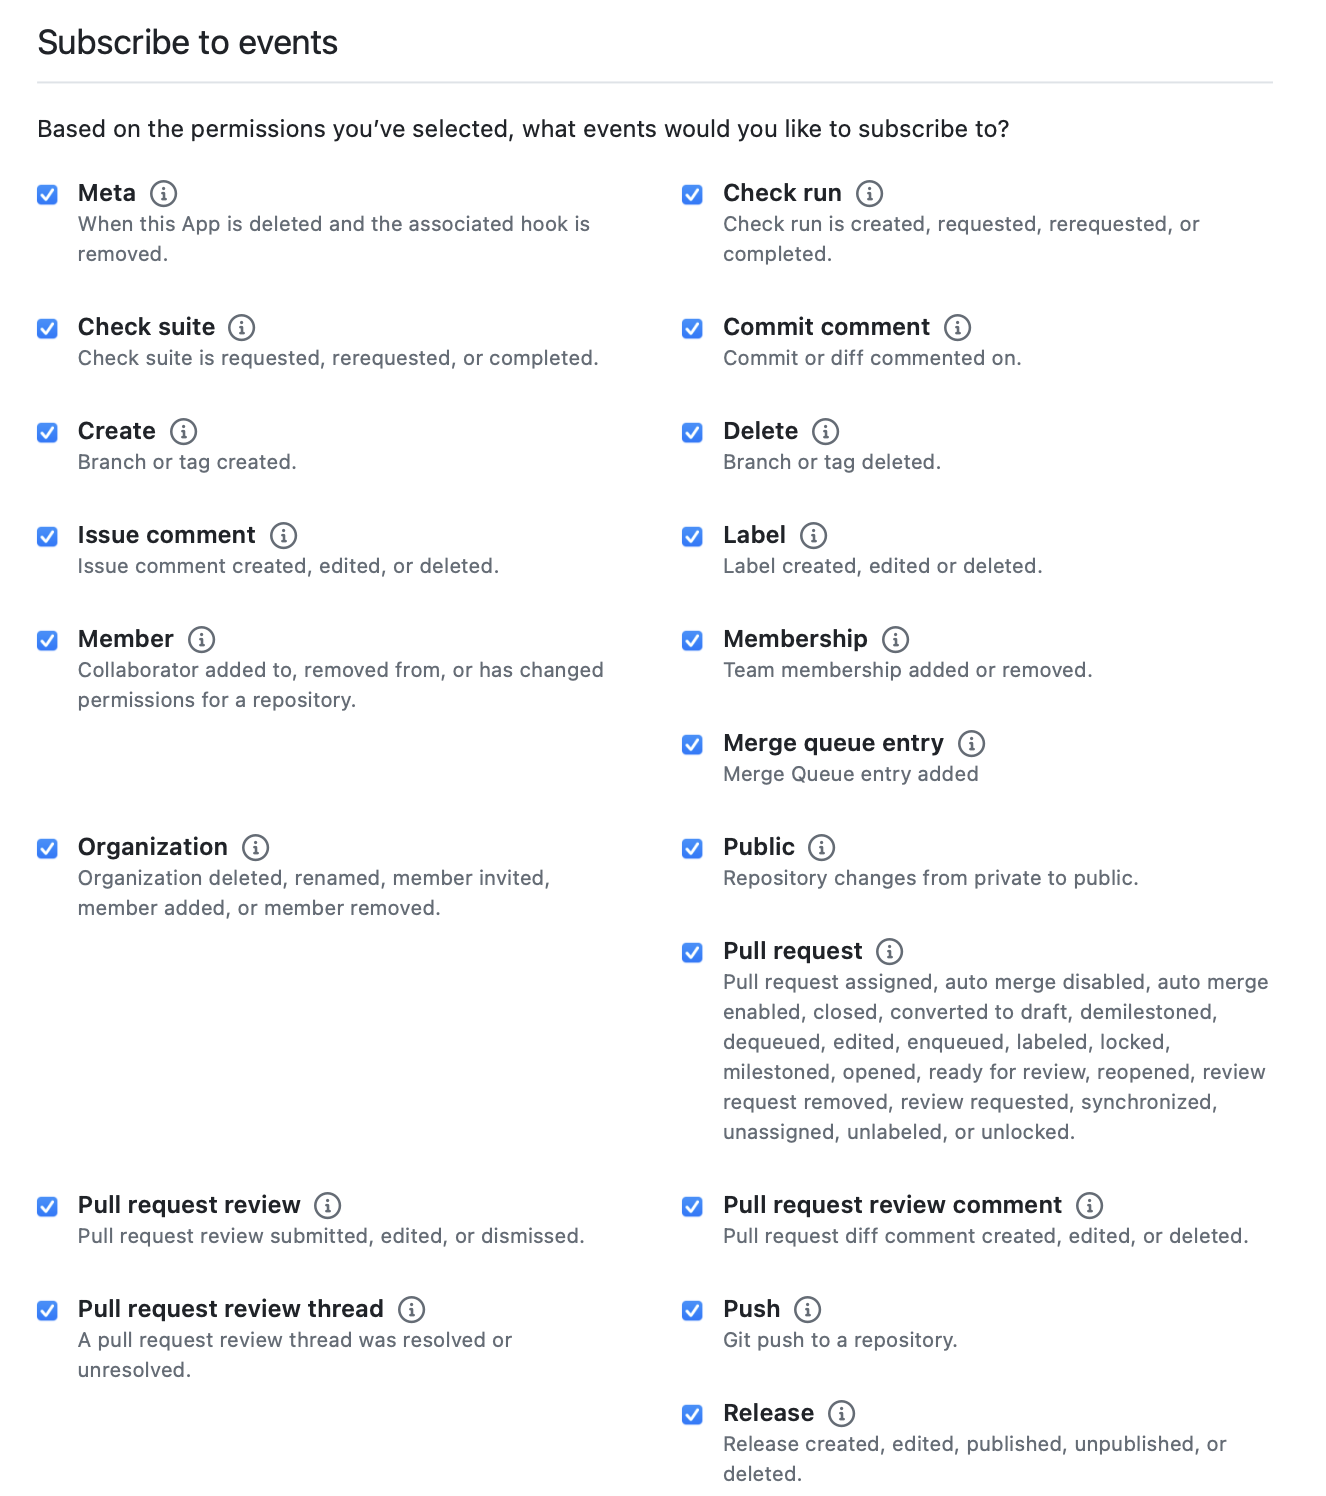 Subscribe to events
Based on the permissions you've selected, what events would you like to subscribe to?
Meta
When this App is deleted and the associated hook is
removed.
Check run
Check run is created, requested, rerequested, or
completed.
Check suite
Check suite is requested, rerequested, or completed.
Commit comment
Commit or diff commented on.
Create
Branch or tag created.
Delete
Branch or tag deleted.
Issue comment
Issue comment created, edited, or deleted.
Label
Label created, edited or deleted.
Member
Collaborator added to, removed from, or has changed
permissions for a repository.
Membership
Team membership added or removed.
Merge queue entry
Merge Queue entry added
Organization
Organization deleted, renamed, member invited,
member added, or member removed.
Public
Repository changes from private to public.
Pull request
Pull request assigned, auto merge disabled, auto merge
enabled, closed, converted to draft, demilestoned,
dequeued, edited, enqueued, labeled, locked,
milestoned, opened, ready for review, reopened, review
request removed, review requested, synchronized,
unassigned, unlabeled, or unlocked.
Pull request review
Pull request review submitted, edited, or dismissed.
Pull request review comment
Pull request diff comment created, edited, or deleted.
Pull request review thread
A pull request review thread was resolved or
unresolved.
Push
Git push to a repository.
Release
Release created, edited, published, unpublished, or
deleted.